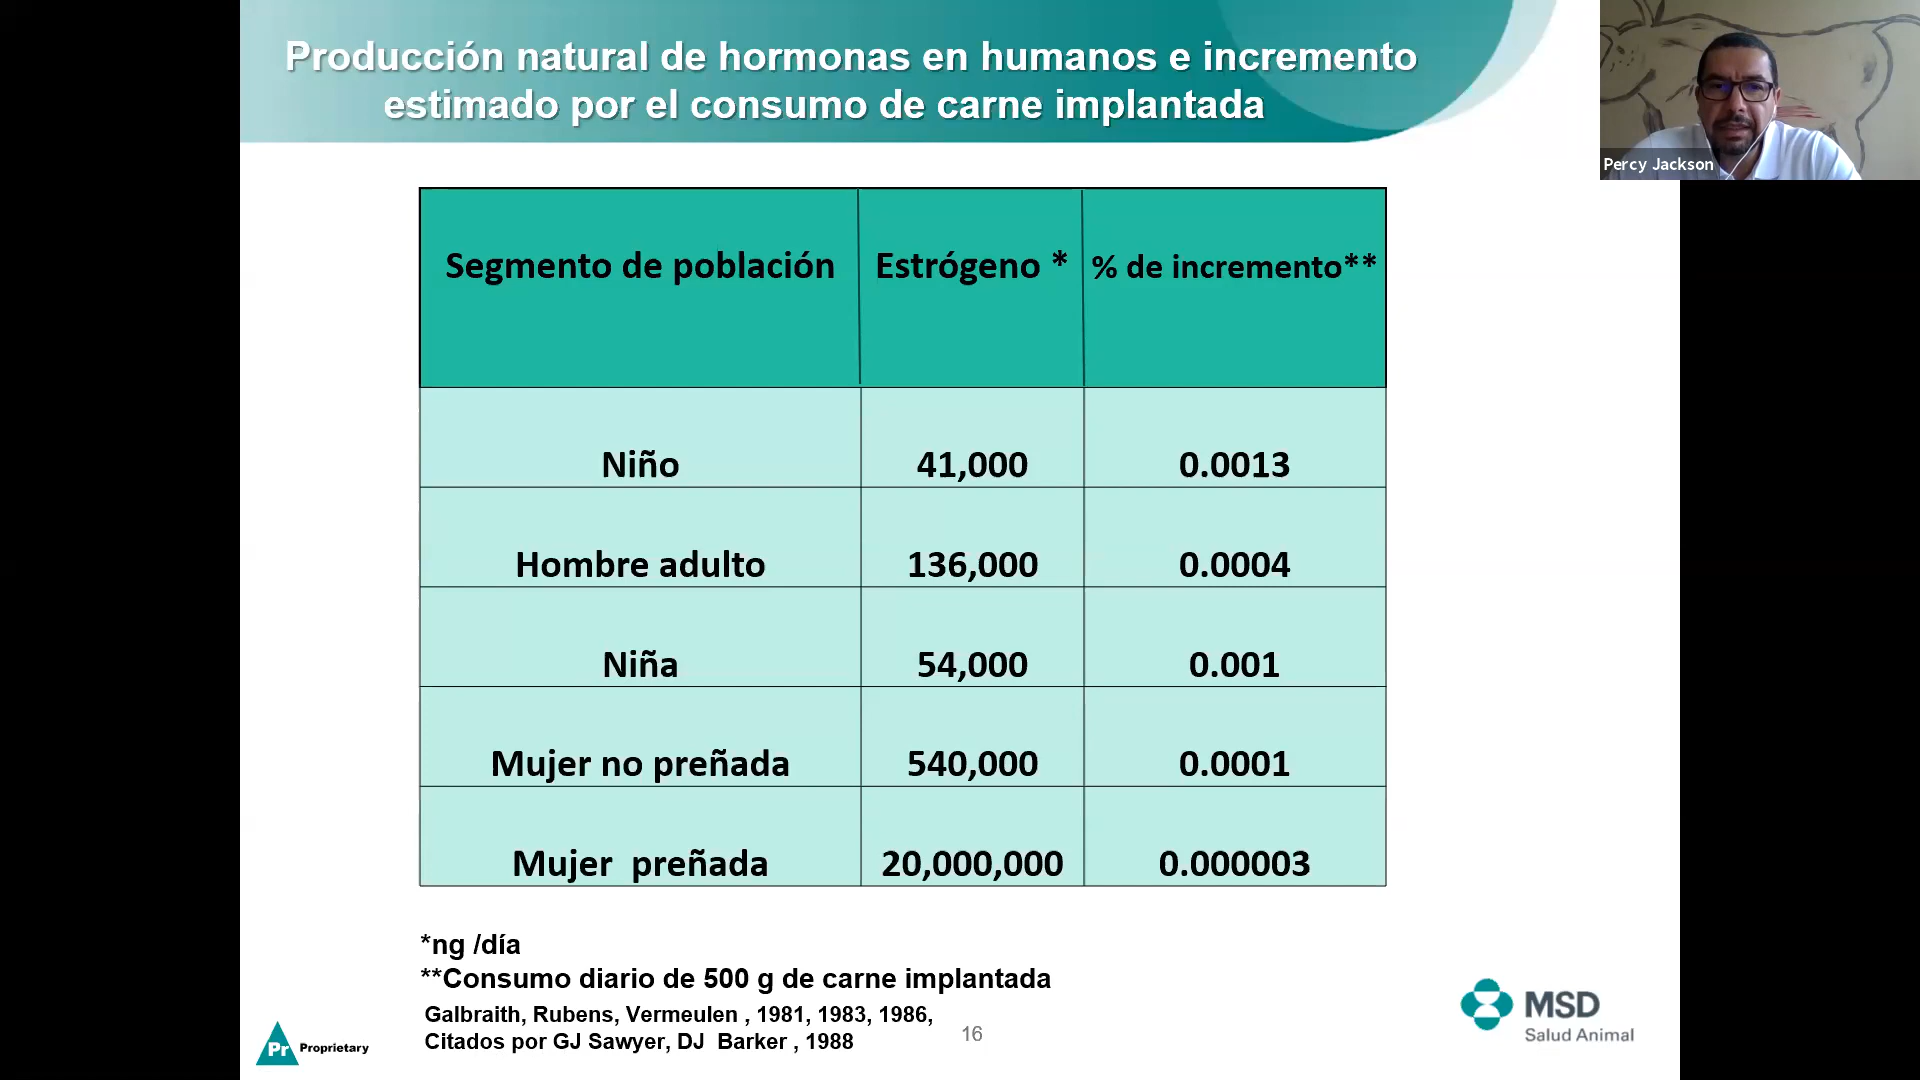 Producción natural de hormonas en humanos e incremento
estimado por el consumo de carne implantada
Percy Jackson
Segmento de población Estrógeno * % de incremento**
Niño 41,000 0.0013
Hombre adulto 136,000 0.0004
Niña 54,000 0.001
Mujer no preñada 540,000 0.0001
Mujer preñada 20,000,000 0.000003
*ng /día
**Consumo diario de 500 g de carne implantada
Galbraith, Rubens, Vermeulen , 1981, 1983, 1986,
Citados por GJ Sawyer, DJ Barker , 1988
16
Pr Proprietary
MSD
Salud Animal